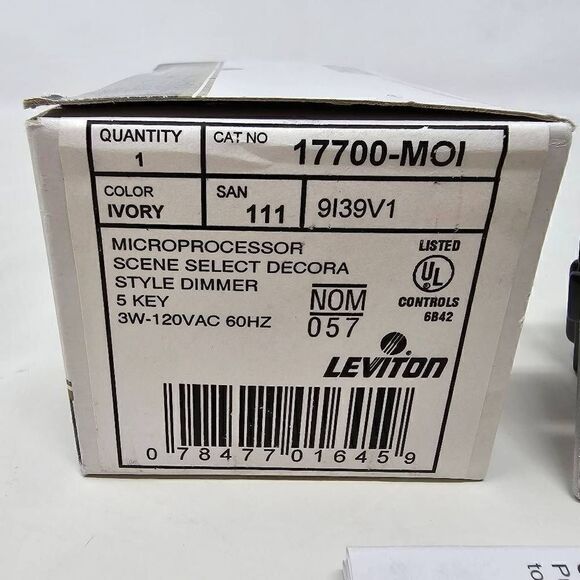 QUANTITY
1
CAT NO
17700-MOI
COLOR
IVORY
SAN
111
9I39V1
MICROPROCESSOR
SCENE SELECT DECORA
STYLE DIMMER
5 KEY
3W-120VAC 60HZ
NOM
057
LISTED
UL
CONTROLS
6B42
LEVITON
0 78477 01645 9